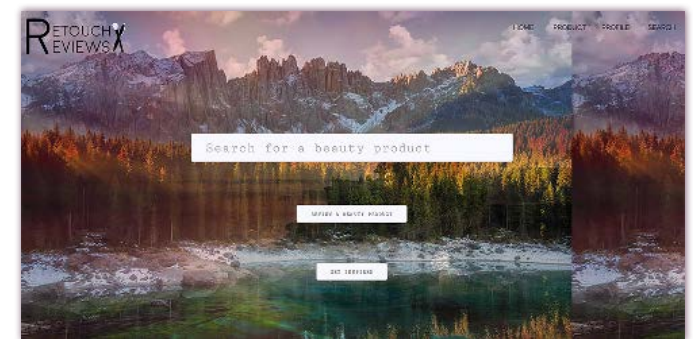 RETOUCH
REVIEWS
HOME PRODUCT PROFILE SEARCH
Search for a beauty product
REVIEW A BEAUTY PRODUCT